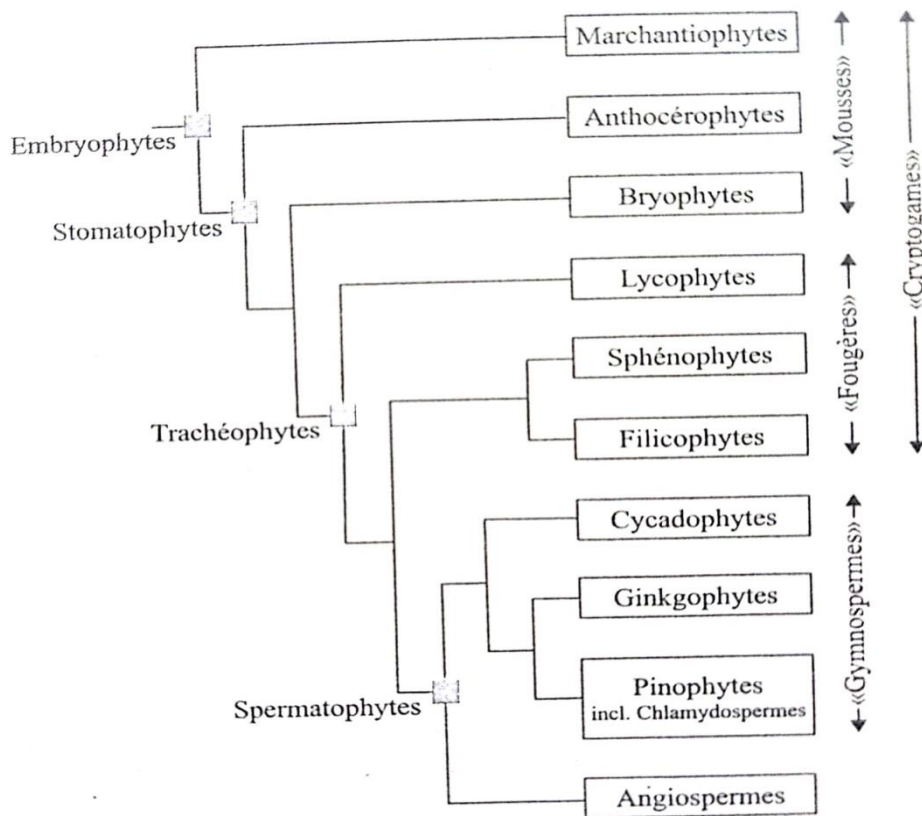 Marchantiophytes
Anthocérophytes
Embryophytes
Bryophytes
Stomatophytes
Lycophytes
Sphénophytes
Trachéophytes
Filicophytes
Cycadophytes
Ginkgophytes
Pinophytes
incl. Chlamydospermes
Spermatophytes
Angiospermes
«Mousses»
«Fougères»
«Gymnospermes»
«Cryptogames»